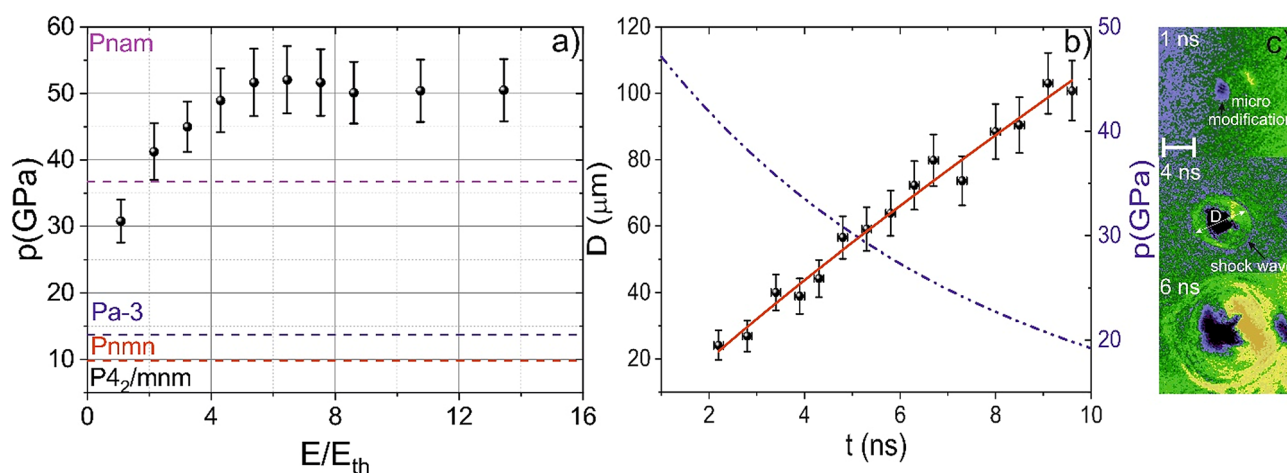 a)
p(GPa)
60
50
40
30
20
10
Pnam
Pa-3
Pnmn
P4₂/mnm
0
4
8
12
16
E/Eₜₕ
b)
D (μm)
120
100
80
60
40
20
2
4
6
8
10
t (ns)
50
40
30
20
p(GPa)
c)
1 ns
micro
modification
4 ns
D
shock wave
6 ns